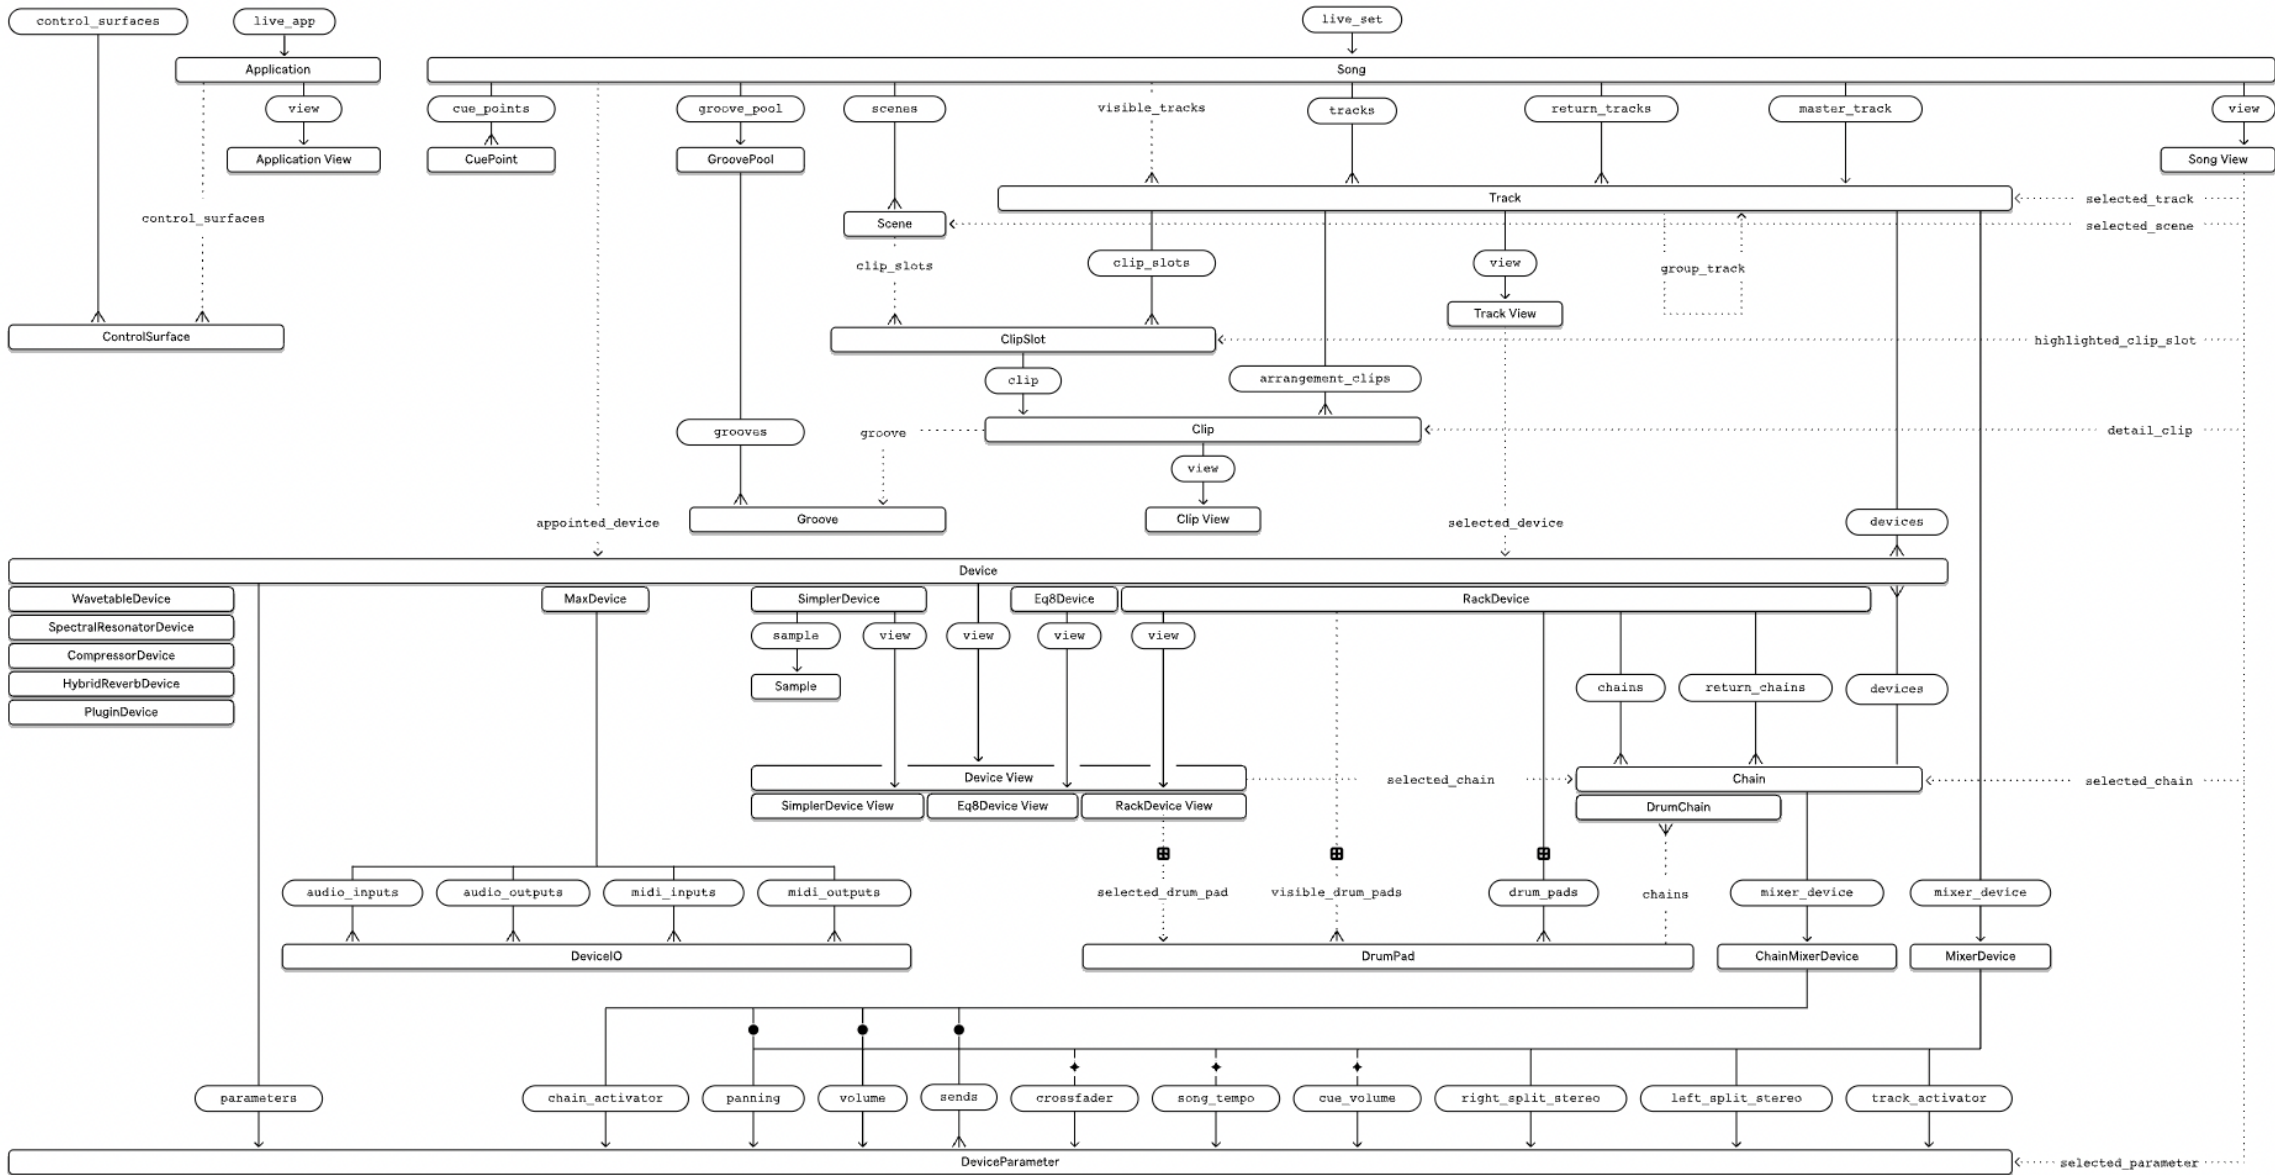 control_surfaces
live_app
live_set
Application
Song
view
cue_points
groove_pool
scenes
visible_tracks
tracks
return_tracks
master_track
view
Application View
CuePoint
GroovePool
Song View
Track
selected_track
control_surfaces
Scene
selected_scene
clip_slots
clip_slots
view
group_track
Track View
ControlSurface
ClipSlot
highlighted_clip_slot
clip
arrangement_clips
grooves
groove
Clip
detail_clip
view
appointed_device
Groove
Clip View
selected_device
devices
Device
WavetableDevice
MaxDevice
SimplerDevice
Eq8Device
RackDevice
SpectralResonatorDevice
sample
view
view
view
view
CompressorDevice
HybridReverbDevice
Sample
chains
return_chains
devices
PluginDevice
Device View
selected_chain
Chain
selected_chain
SimplerDevice View
Eq8Device View
RackDevice View
DrumChain
audio_inputs
audio_outputs
midi_inputs
midi_outputs
selected_drum_pad
visible_drum_pads
drum_pads
chains
mixer_device
mixer_device
DeviceIO
DrumPad
ChainMixerDevice
MixerDevice
parameters
chain_activator
panning
volume
sends
crossfader
song_tempo
cue_volume
right_split_stereo
left_split_stereo
track_activator
DeviceParameter
selected_parameter